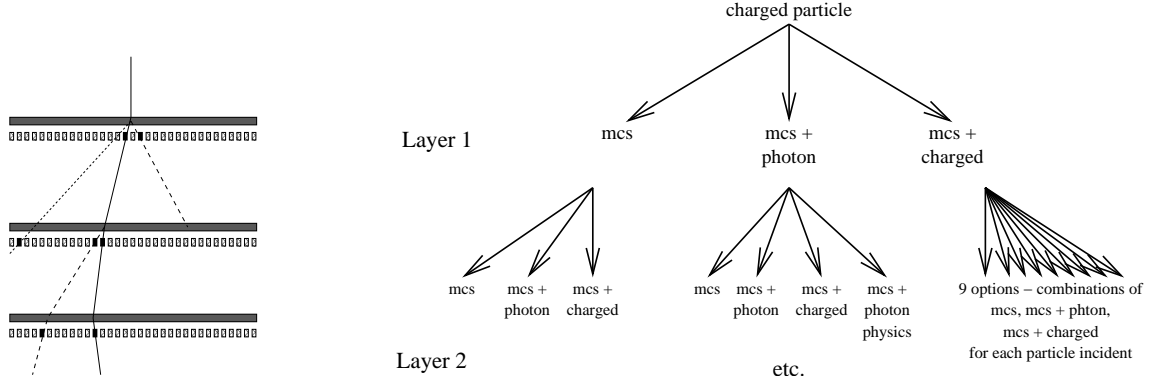 charged particle
Layer 1
mcs
mcs +
photon
mcs +
charged
mcs
mcs +
photon
mcs +
charged
mcs
mcs +
photon
mcs +
charged
mcs +
photon
physics
9 options – combinations of
mcs, mcs + phton,
mcs + charged
for each particle incident
Layer 2
etc.